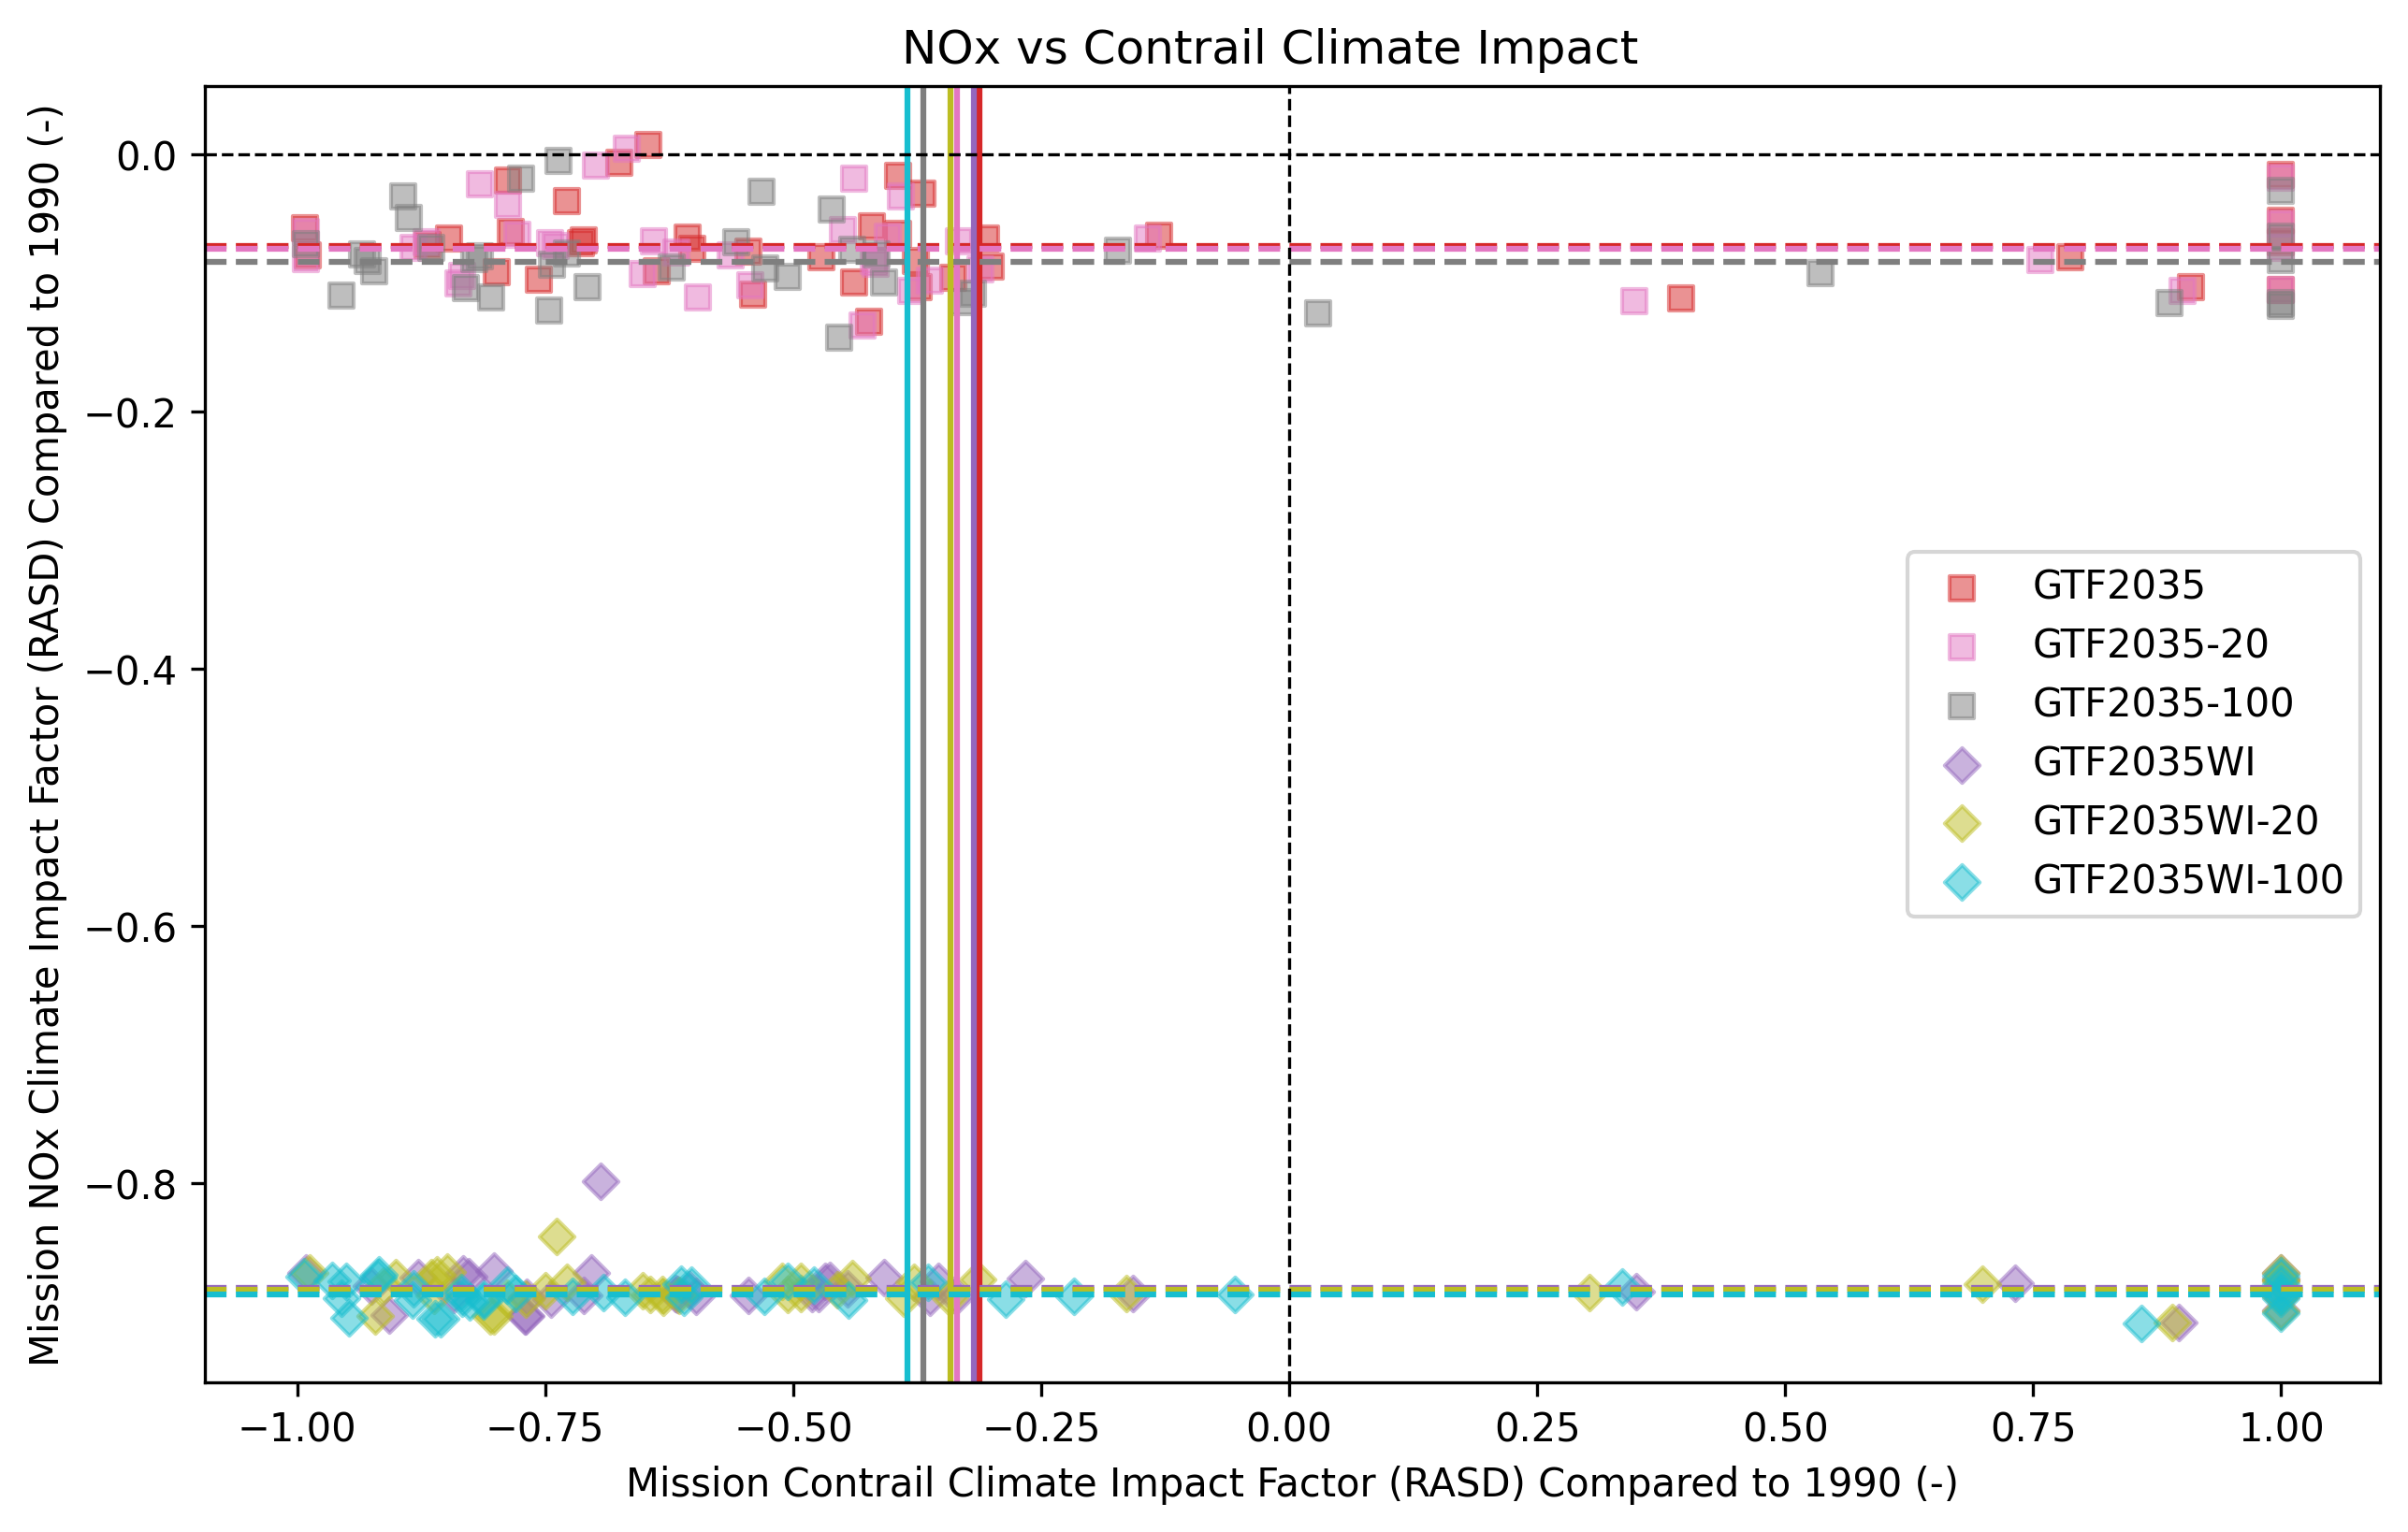 NOx vs Contrail Climate Impact
Mission NOx Climate Impact Factor (RASD) Compared to 1990 (-)
0.0
−0.2
−0.4
−0.6
−0.8
GTF2035
GTF2035-20
GTF2035-100
GTF2035WI
GTF2035WI-20
GTF2035WI-100
−1.00 −0.75 −0.50 −0.25 0.00 0.25 0.50 0.75 1.00
Mission Contrail Climate Impact Factor (RASD) Compared to 1990 (-)